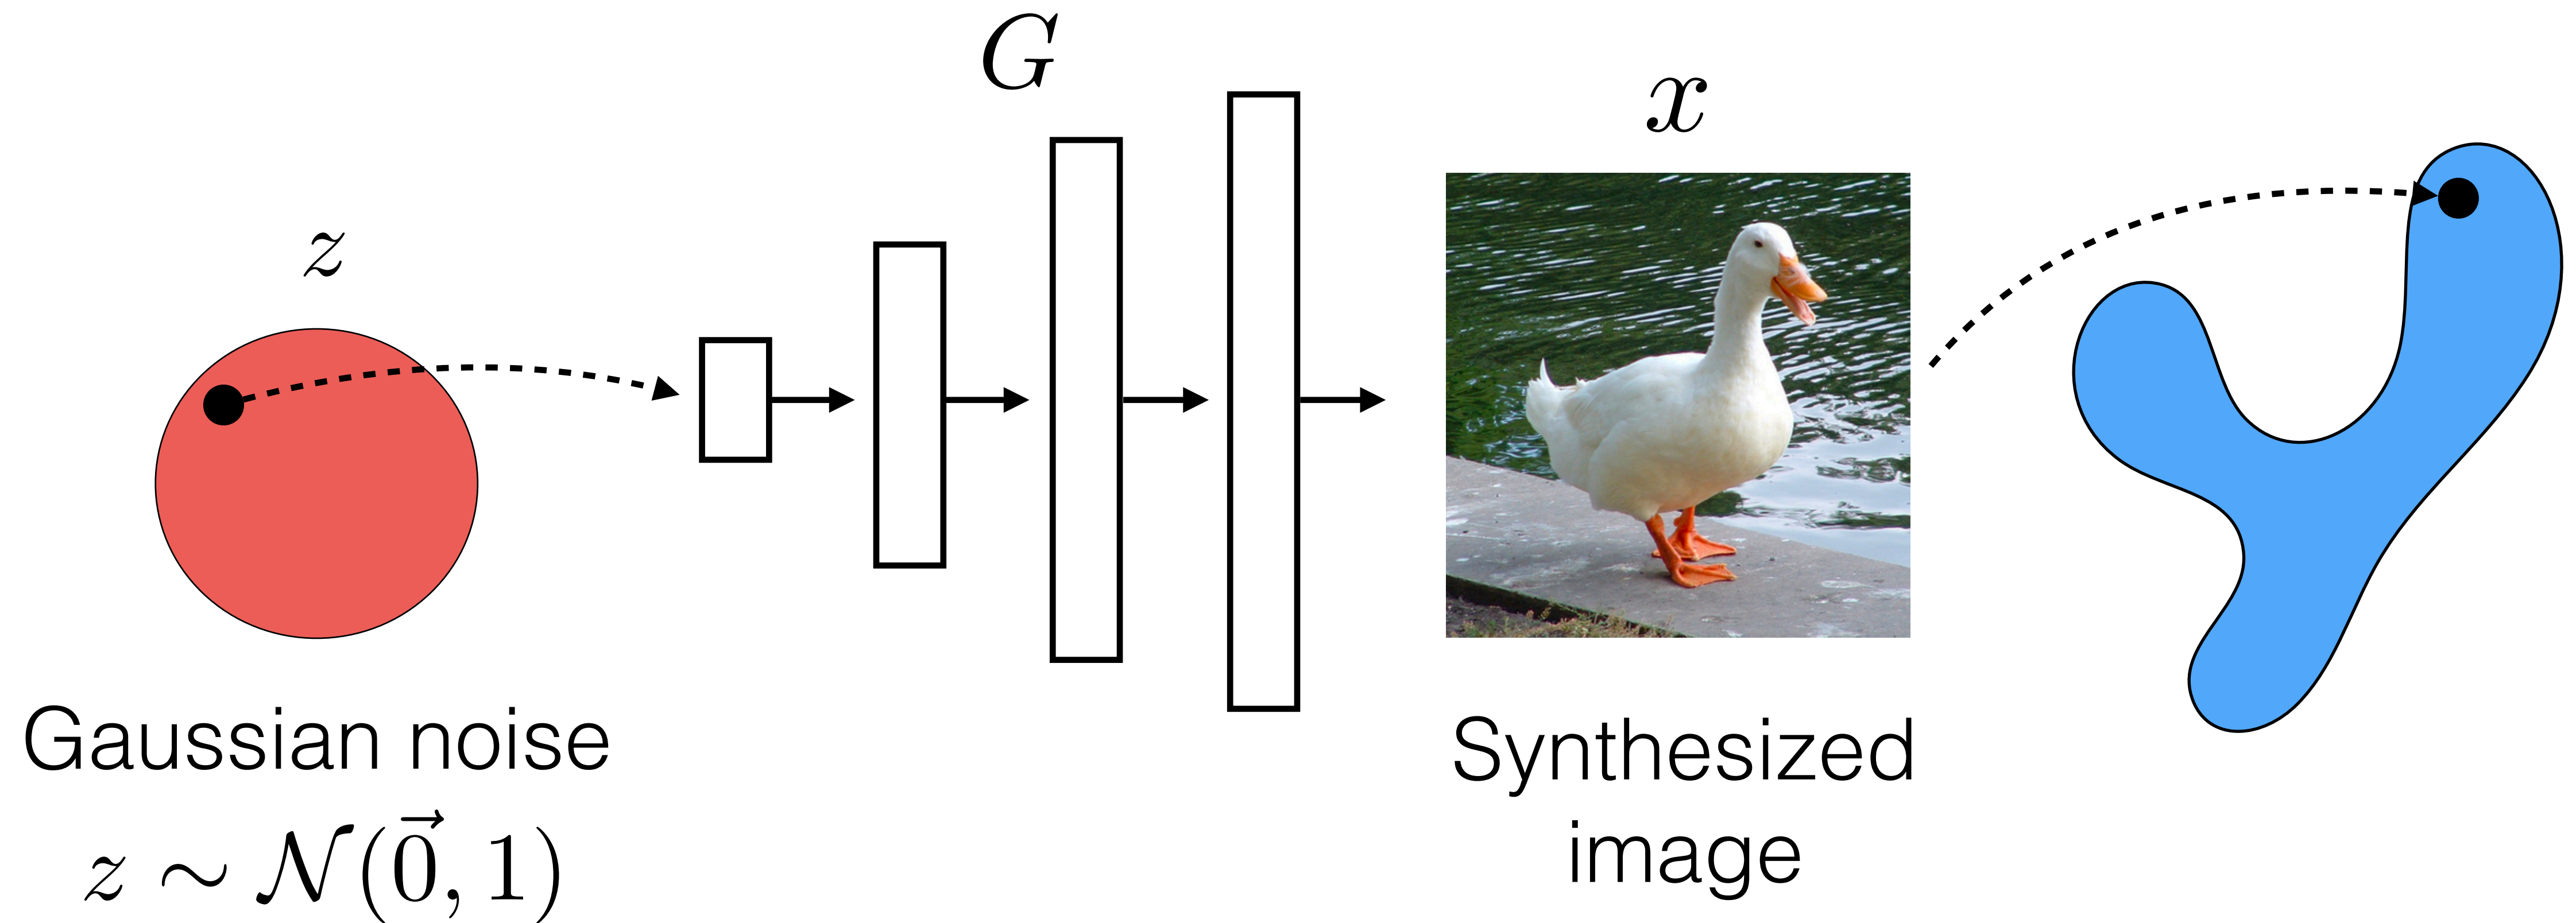 G
x
z
Gaussian noise
z ∼ 𝒩(0⃗, 1)
Synthesized
image